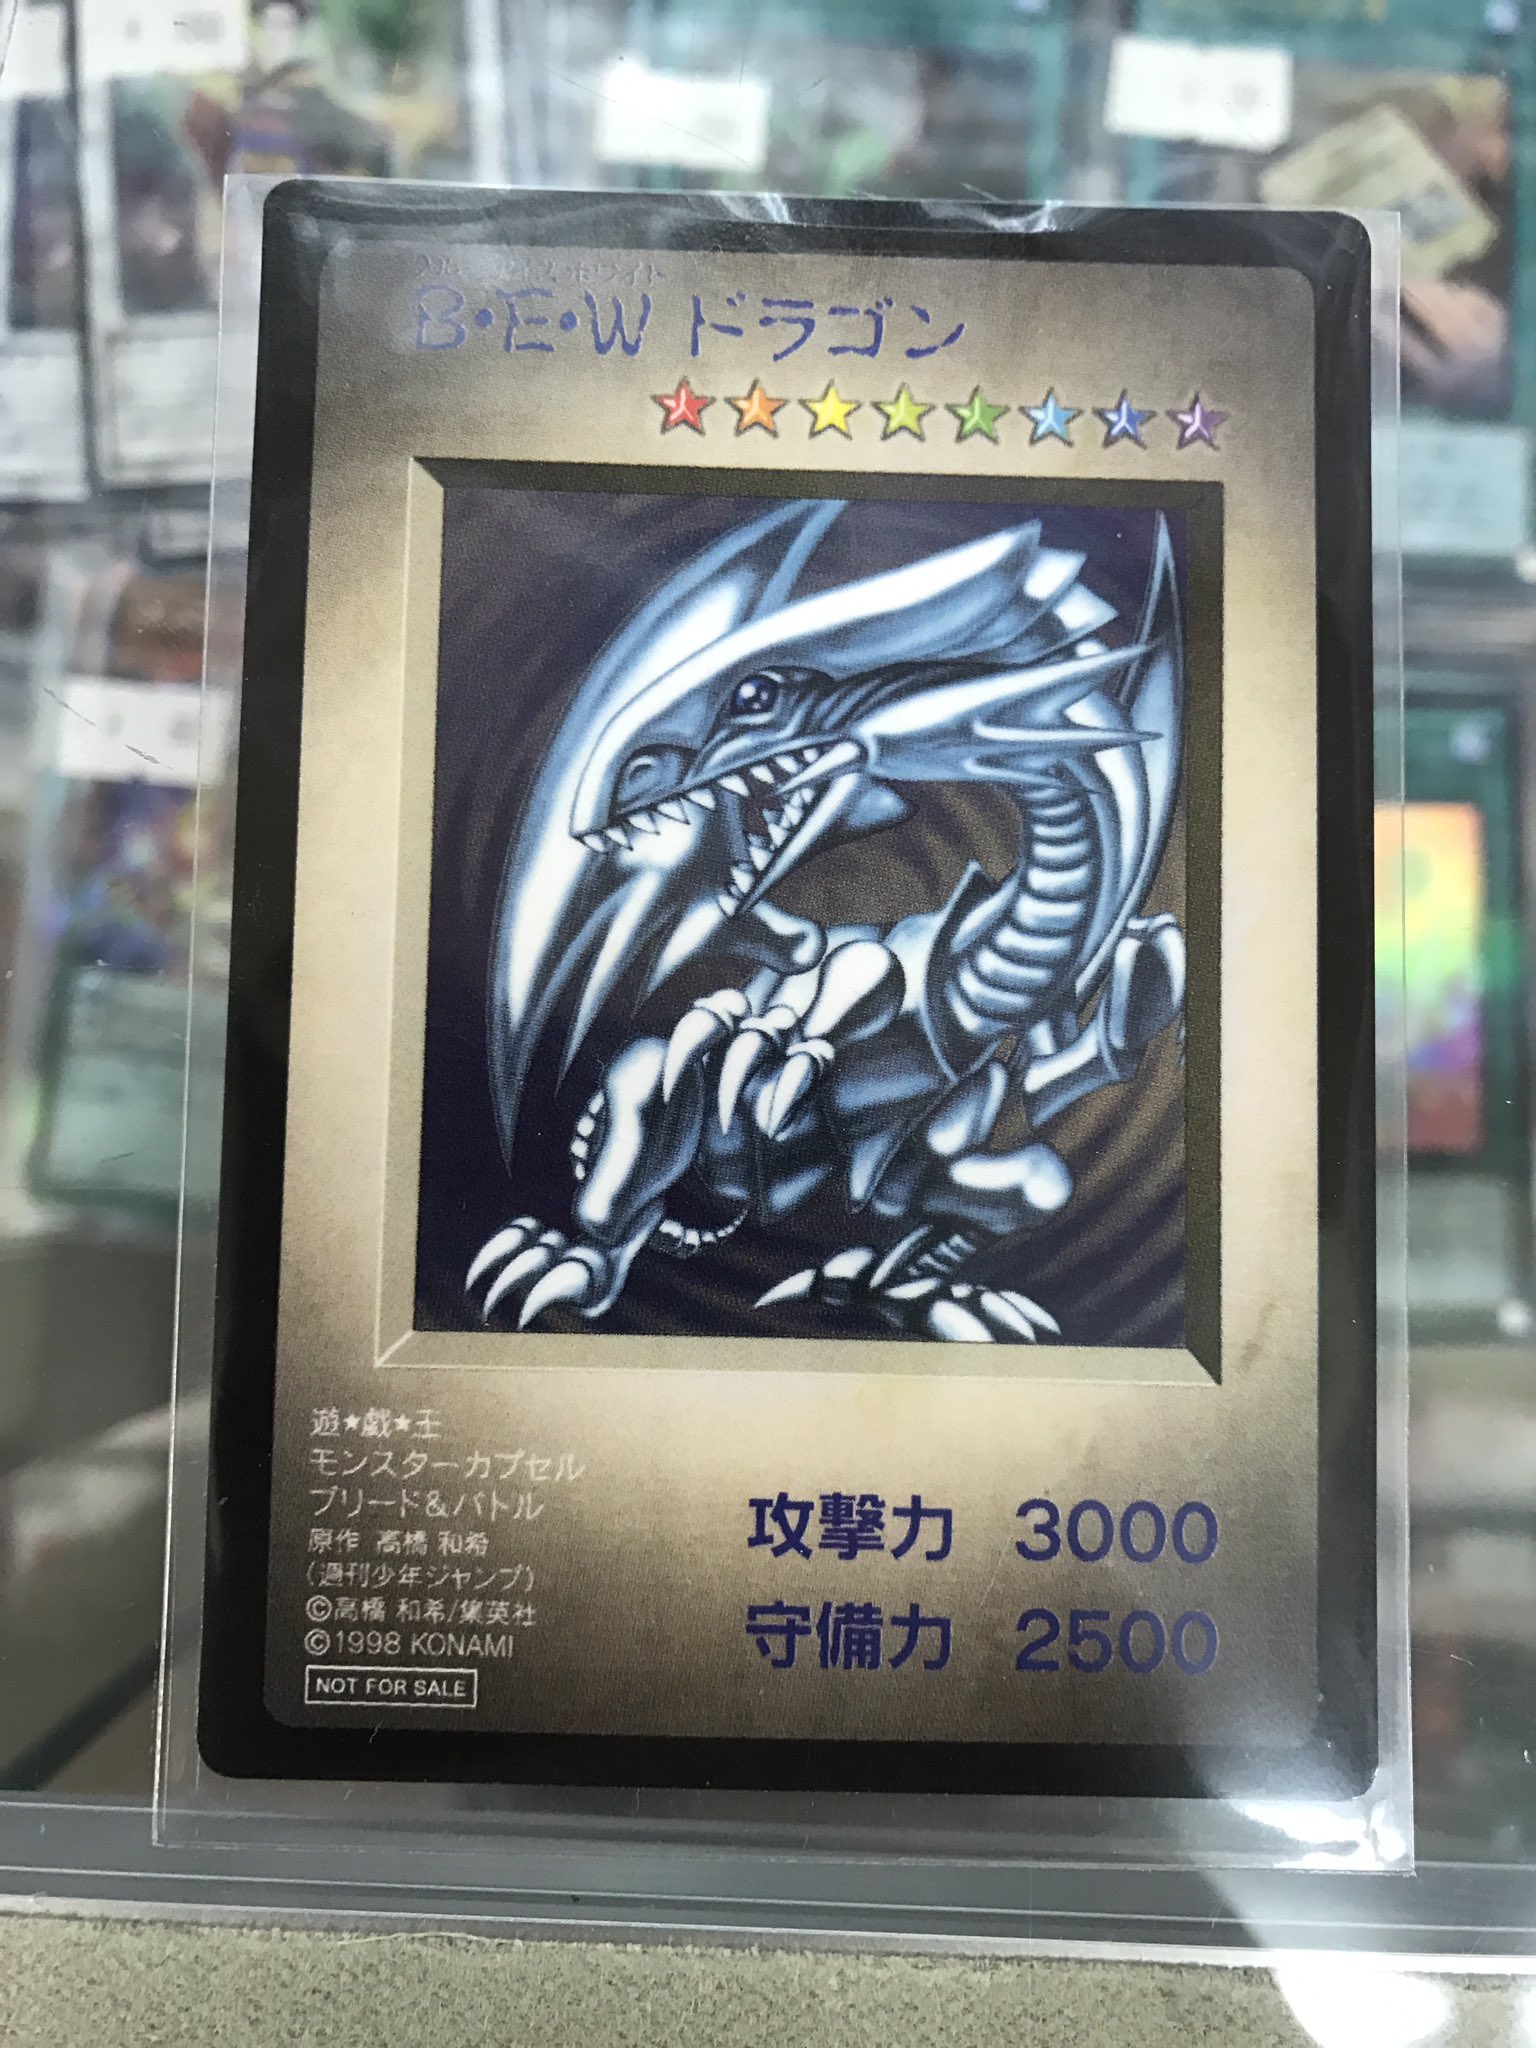 ブルーアイズホワイト
B・E・W ドラゴン
遊★戯★王
モンスターカプセル
ブリード&バトル
原作 高橋 和希
(週刊少年ジャンプ)
©高橋 和希/集英社
©1998 KONAMI
NOT FOR SALE
攻撃力 3000
守備力 2500